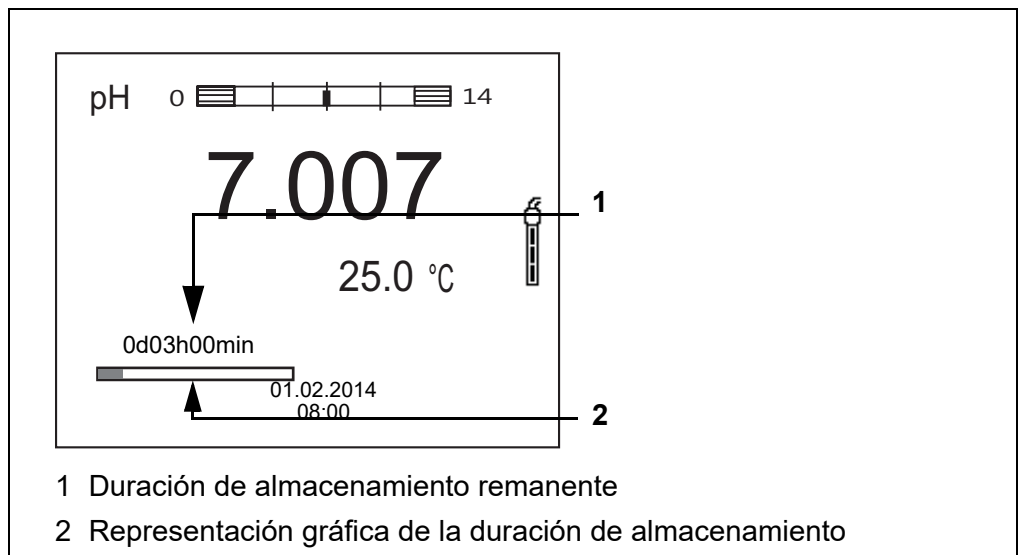 pH 0 14
7.007
1
25.0 °C
0d03h00min
01.02.2014
08:00
2
1 Duración de almacenamiento remanente
2 Representación gráfica de la duración de almacenamiento